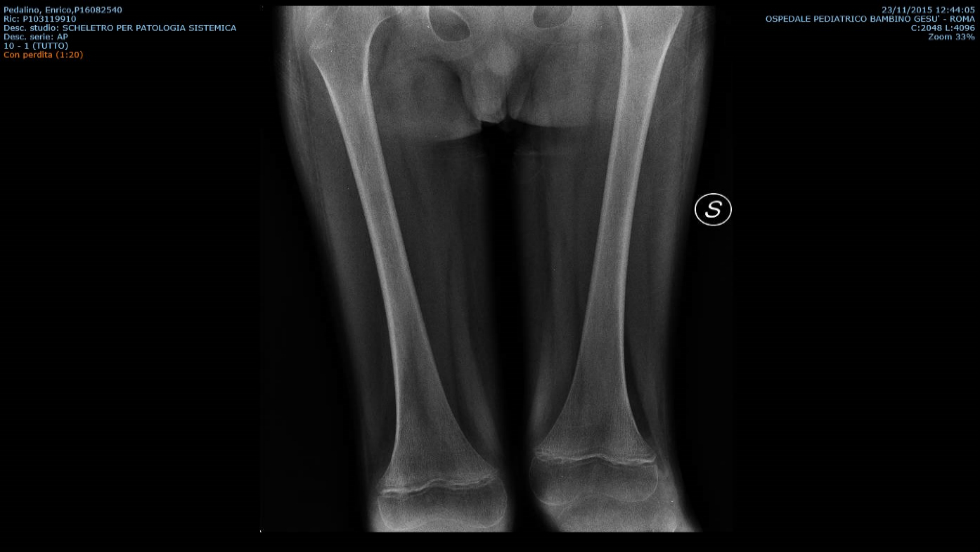 Pedalino, Enrico,P16082540
Ric: P103119910
Desc. studio: SCHELETRO PER PATOLOGIA SISTEMICA
Desc. serie: AP
10 - 1 (TUTTO)
Con perdita (1:20)
23/11/2015 12:44:05
OSPEDALE PEDIATRICO BAMBINO GESU' - ROMA
C:2048 L:4096
Zoom 33%
S